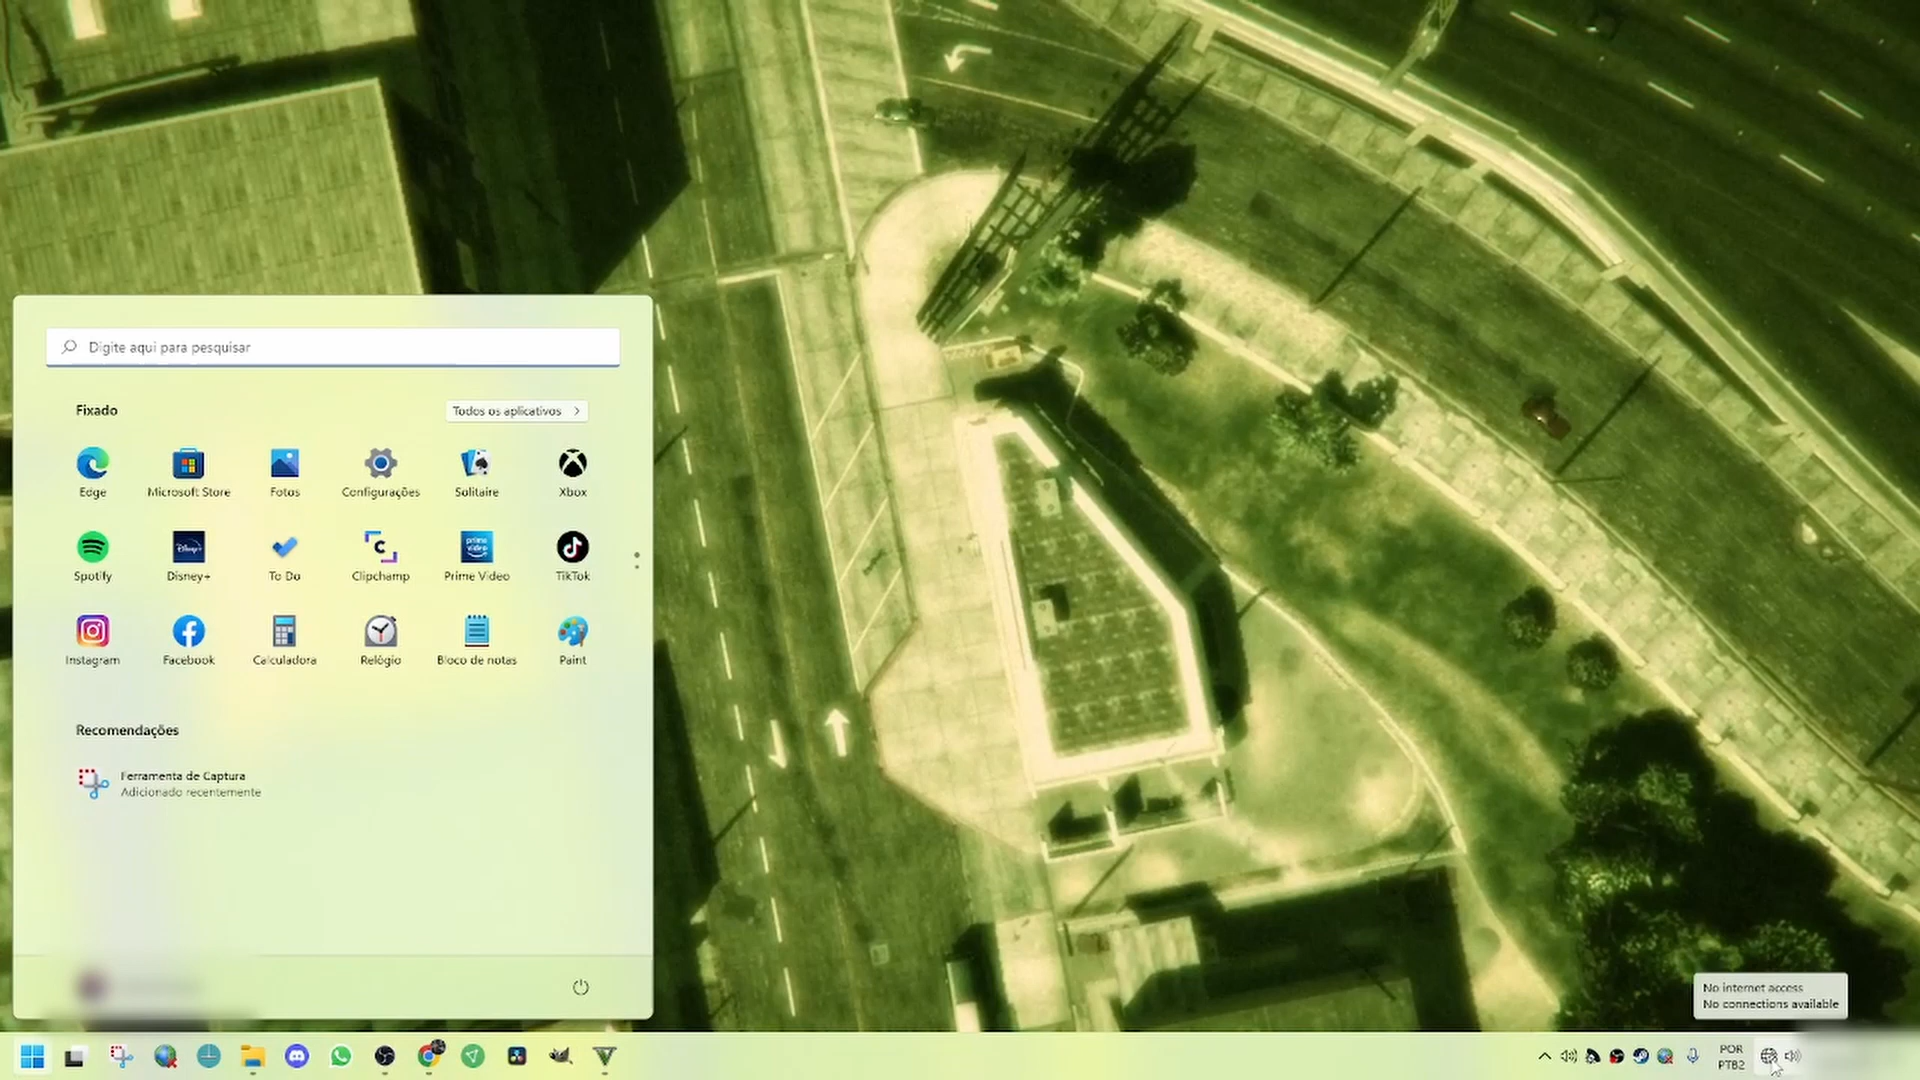 Digite aqui para pesquisar
Fixado
Todos os aplicativos
Edge
Microsoft Store
Fotos
Configurações
Solitaire
Xbox
Spotify
Disney+
To Do
Clipchamp
Prime Video
TikTok
Instagram
Facebook
Calculadora
Relógio
Bloco de notas
Paint
Recomendações
Ferramenta de Captura
Adicionado recentemente
No internet access
No connections available
POR
PTB2